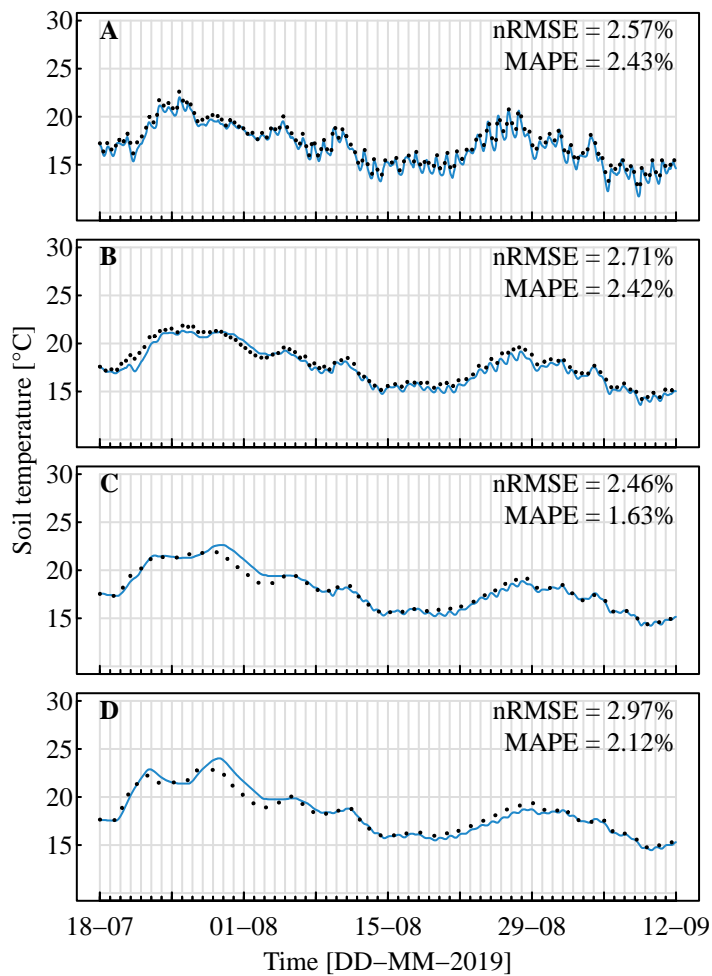 A
nRMSE = 2.57%
MAPE = 2.43%
30
25
20
15
B
nRMSE = 2.71%
MAPE = 2.42%
30
25
20
15
C
nRMSE = 2.46%
MAPE = 1.63%
30
25
20
15
D
nRMSE = 2.97%
MAPE = 2.12%
30
25
20
15
Soil temperature [°C]
18−07 01−08 15−08 29−08 12−09
Time [DD−MM−2019]